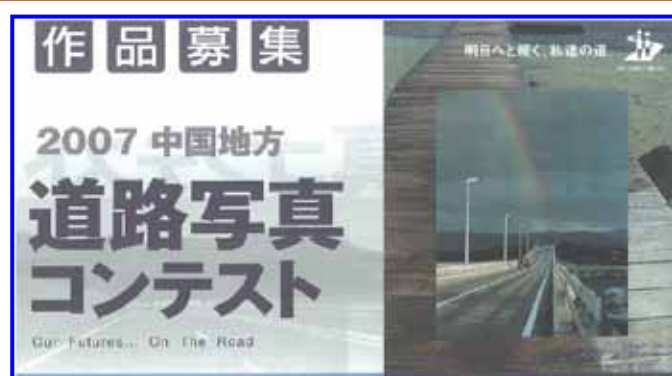 作品募集
2007 中国地方
道路写真
コンテスト
Our Futures... On The Road
明日へと続く、私達の道。